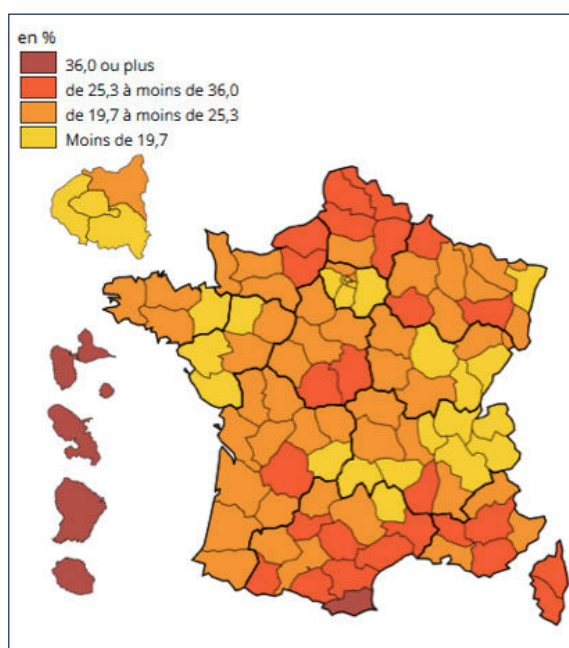 en %
36,0 ou plus
de 25,3 à moins de 36,0
de 19,7 à moins de 25,3
Moins de 19,7